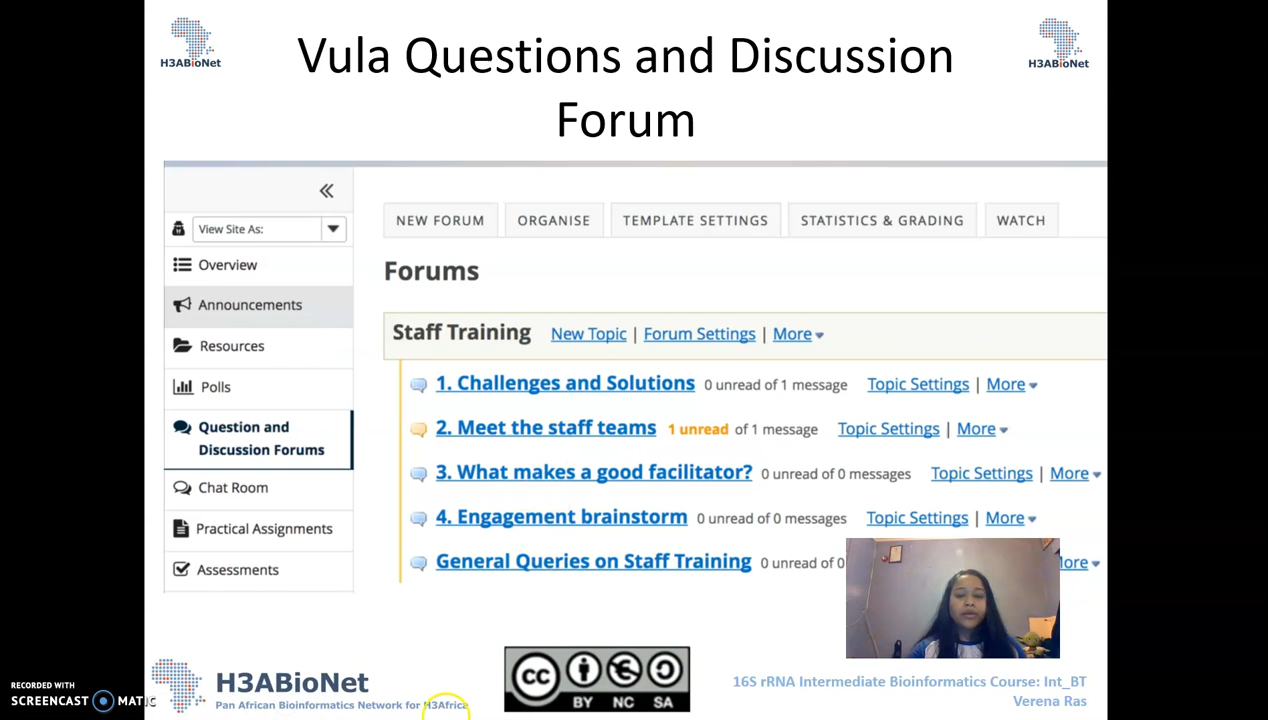 H3ABioNet
Vula Questions and Discussion
Forum
H3ABioNet
View Site As:
Overview
Announcements
Resources
Polls
Question and
Discussion Forums
Chat Room
Practical Assignments
Assessments
NEW FORUM ORGANISE TEMPLATE SETTINGS STATISTICS & GRADING WATCH
Forums
Staff Training New Topic | Forum Settings | More
1. Challenges and Solutions 0 unread of 1 message Topic Settings | More
2. Meet the staff teams 1 unread of 1 message Topic Settings | More
3. What makes a good facilitator? 0 unread of 0 messages Topic Settings | More
4. Engagement brainstorm 0 unread of 0 messages Topic Settings | More
General Queries on Staff Training 0 unread of 0 More
RECORDED WITH
SCREENCAST MATIC
H3ABioNet
Pan African Bioinformatics Network for H3Africa
CC
BY NC SA
16S rRNA Intermediate Bioinformatics Course: Int_BT
Verena Ras